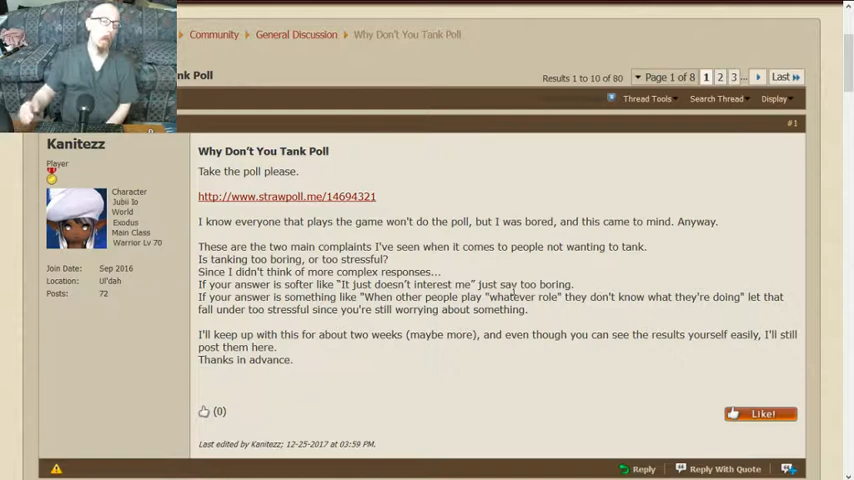 Community General Discussion Why Don't You Tank Poll
nk Poll
Results 1 to 10 of 80
Page 1 of 8 1 2 3 ... Last
Thread Tools Search Thread Display
#1
Kanitezz
Player
Character
Jubii Io
World
Exodus
Main Class
Warrior Lv 70
Join Date: Sep 2016
Location: Ul'dah
Posts: 72
Why Don't You Tank Poll
Take the poll please.
http://www.strawpoll.me/14694321
I know everyone that plays the game won't do the poll, but I was bored, and this came to mind. Anyway.
These are the two main complaints I've seen when it comes to people not wanting to tank.
Is tanking too boring, or too stressful?
Since I didn't think of more complex responses...
If your answer is softer like "It just doesn't interest me" just say too boring.
If your answer is something like "When other people play "whatever role" they don't know what they're doing" let that
fall under too stressful since you're still worrying about something.
I'll keep up with this for about two weeks (maybe more), and even though you can see the results yourself easily, I'll still
post them here.
Thanks in advance.
(0)
Like!
Last edited by Kanitezz; 12-25-2017 at 03:59 PM.
Reply Reply With Quote